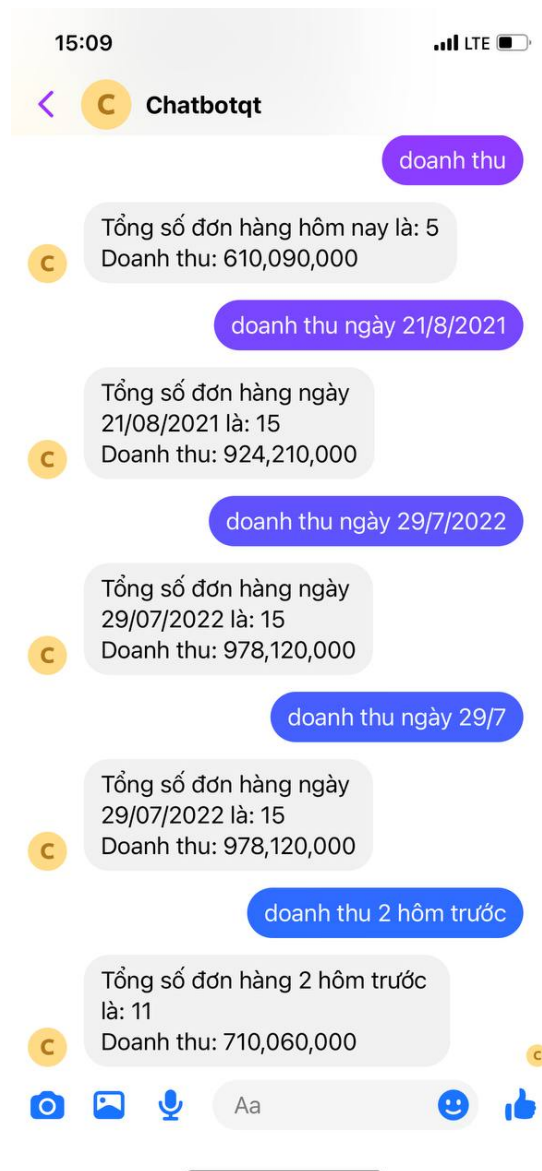 15:09
LTE
C
Chatbotqt
doanh thu
Tổng số đơn hàng hôm nay là: 5
Doanh thu: 610,090,000
C
doanh thu ngày 21/8/2021
Tổng số đơn hàng ngày
21/08/2021 là: 15
Doanh thu: 924,210,000
C
doanh thu ngày 29/7/2022
Tổng số đơn hàng ngày
29/07/2022 là: 15
Doanh thu: 978,120,000
C
doanh thu ngày 29/7
Tổng số đơn hàng ngày
29/07/2022 là: 15
Doanh thu: 978,120,000
C
doanh thu 2 hôm trước
Tổng số đơn hàng 2 hôm trước
là: 11
Doanh thu: 710,060,000
C
C
Aa